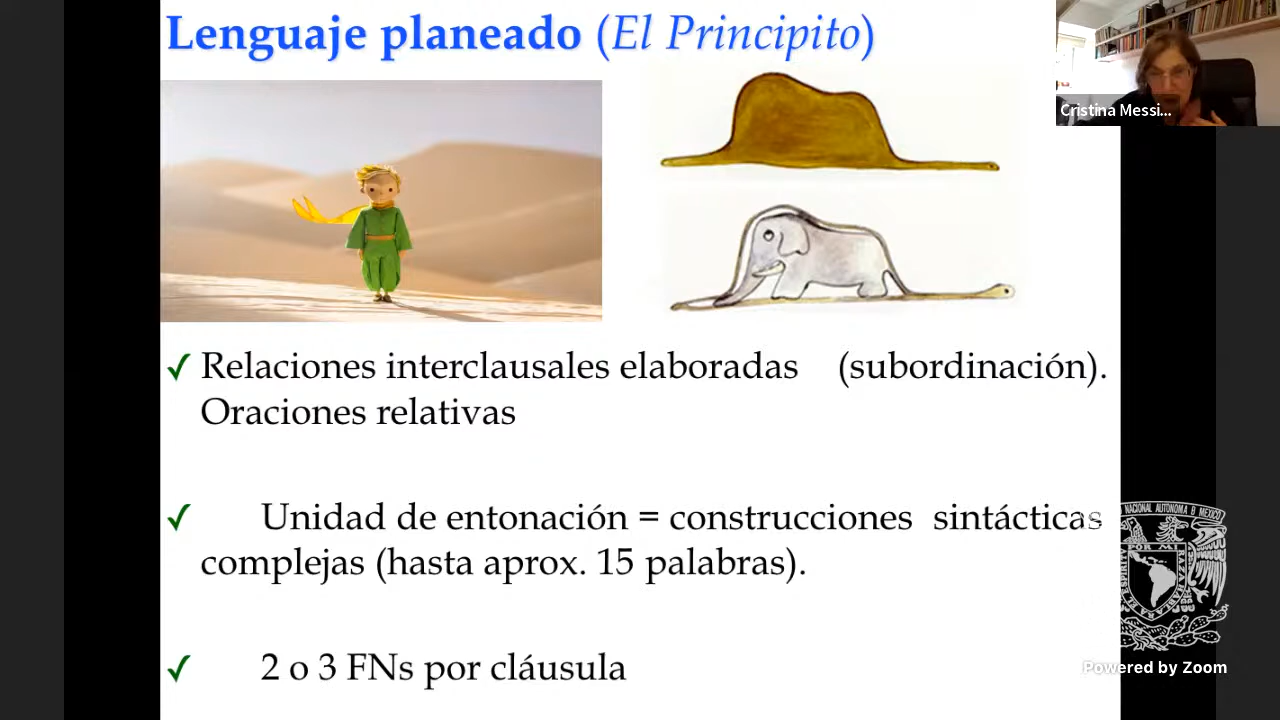 Lenguaje planeado (El Principito)
Cristina Messi...
✓ Relaciones interclausales elaboradas (subordinación).
Oraciones relativas
✓ Unidad de entonación = construcciones sintácticas
complejas (hasta aprox. 15 palabras).
✓ 2 o 3 FNs por cláusula
Powered by Zoom